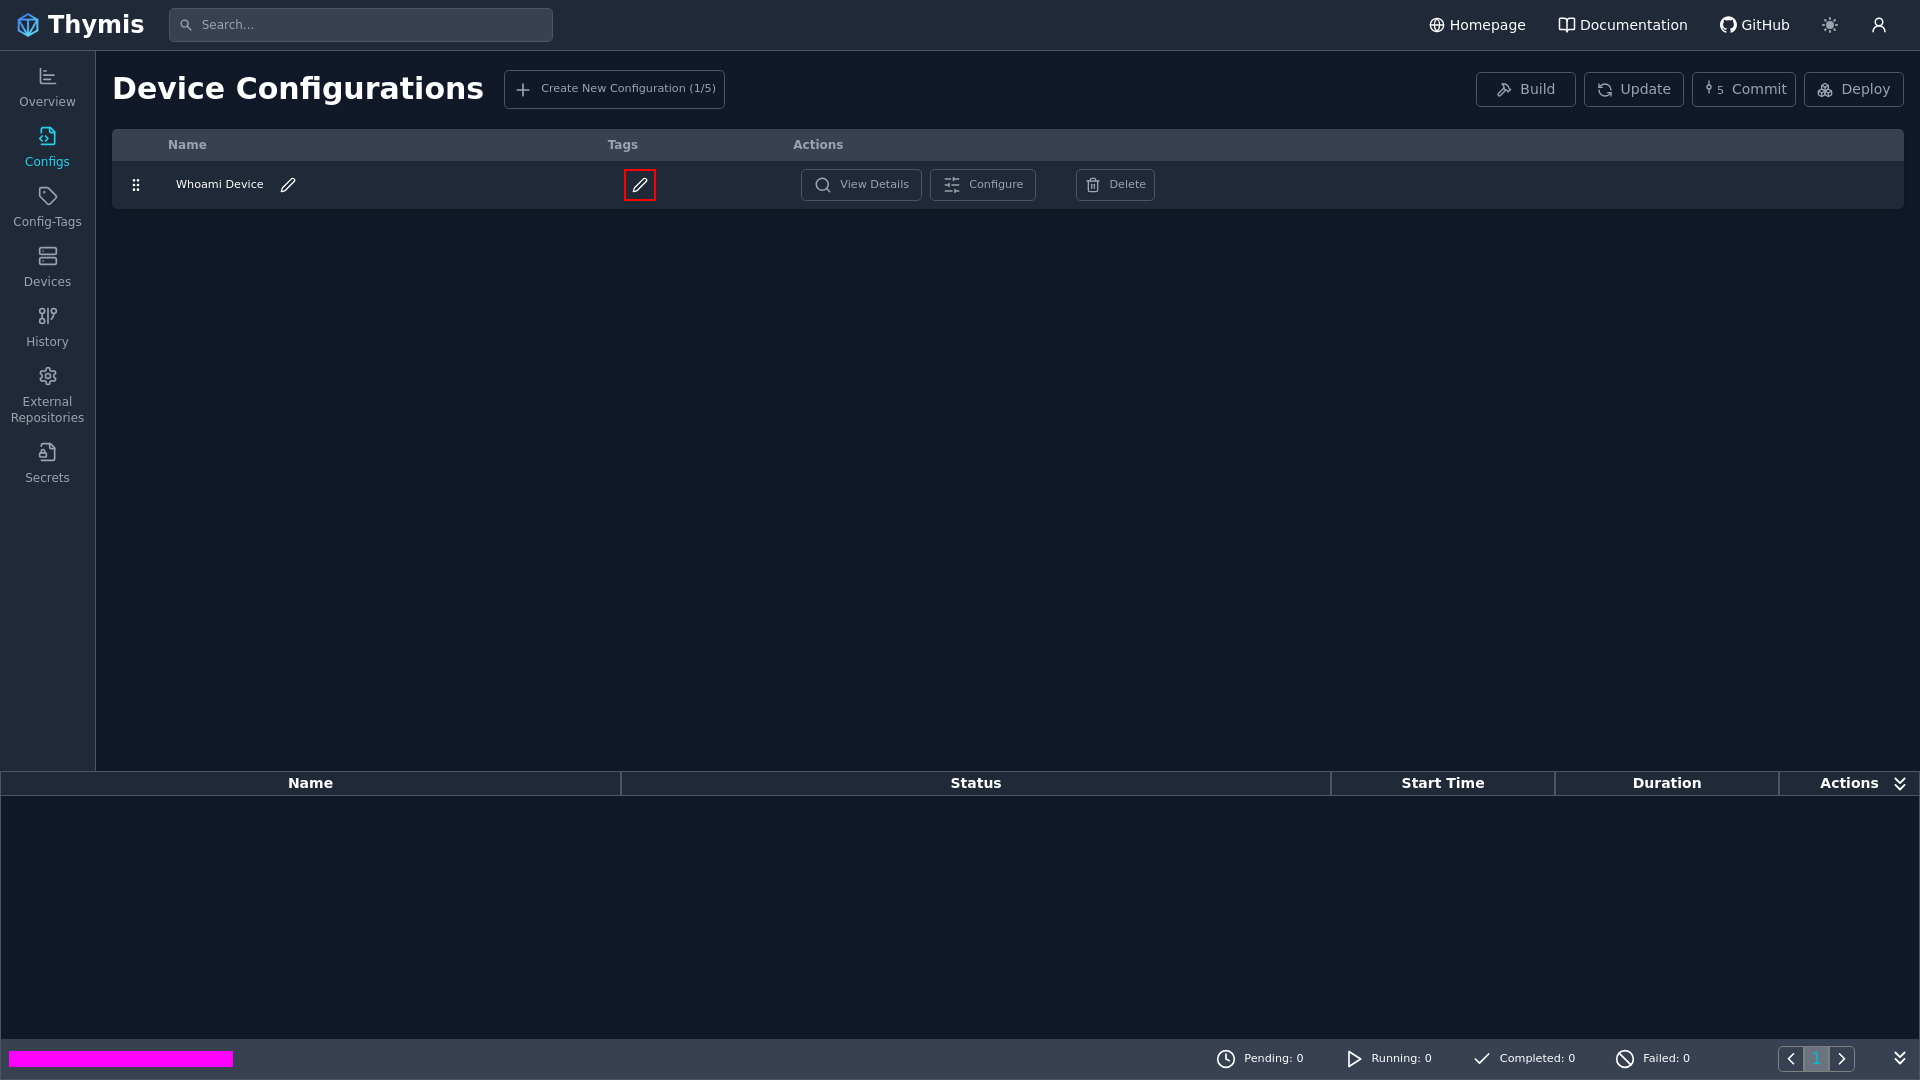 Thymis
Search...
Homepage
Documentation
GitHub
Overview
Configs
Config-Tags
Devices
History
External
Repositories
Secrets
Device Configurations
Create New Configuration (1/5)
Build
Update
5 Commit
Deploy
Name Tags Actions
Whoami Device
View Details
Configure
Delete
Name Status Start Time Duration Actions
Pending: 0
Running: 0
Completed: 0
Failed: 0
1